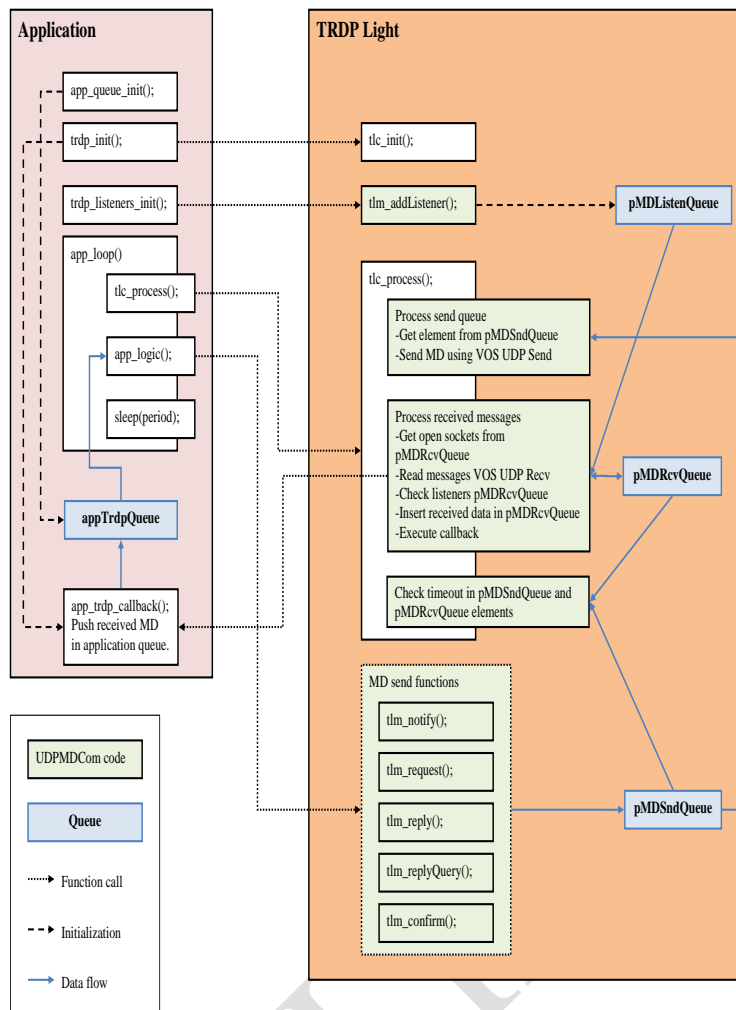 Application
app_queue_init();
trdp_init();
trdp_listeners_init();
app_loop()
tlc_process();
app_logic();
sleep(period);
appTrdpQueue
app_trdp_callback();
Push received MD
in application queue.
TRDP Light
tlc_init();
tlm_addListener();
pMDListenQueue
tlc_process();
Process send queue
-Get element from pMDSndQueue
-Send MD using VOS UDP Send
Process received messages
-Get open sockets from
pMDRcvQueue
-Read messages VOS UDP Recv
-Check listeners pMDRcvQueue
-Insert received data in pMDRcvQueue
-Execute callback
pMDRcvQueue
Check timeout in pMDSndQueue and
pMDRcvQueue elements
MD send functions
tlm_notify();
tlm_request();
tlm_reply();
tlm_replyQuery();
tlm_confirm();
pMDSndQueue
UDPMDCom code
Queue
Function call
Initialization
Data flow